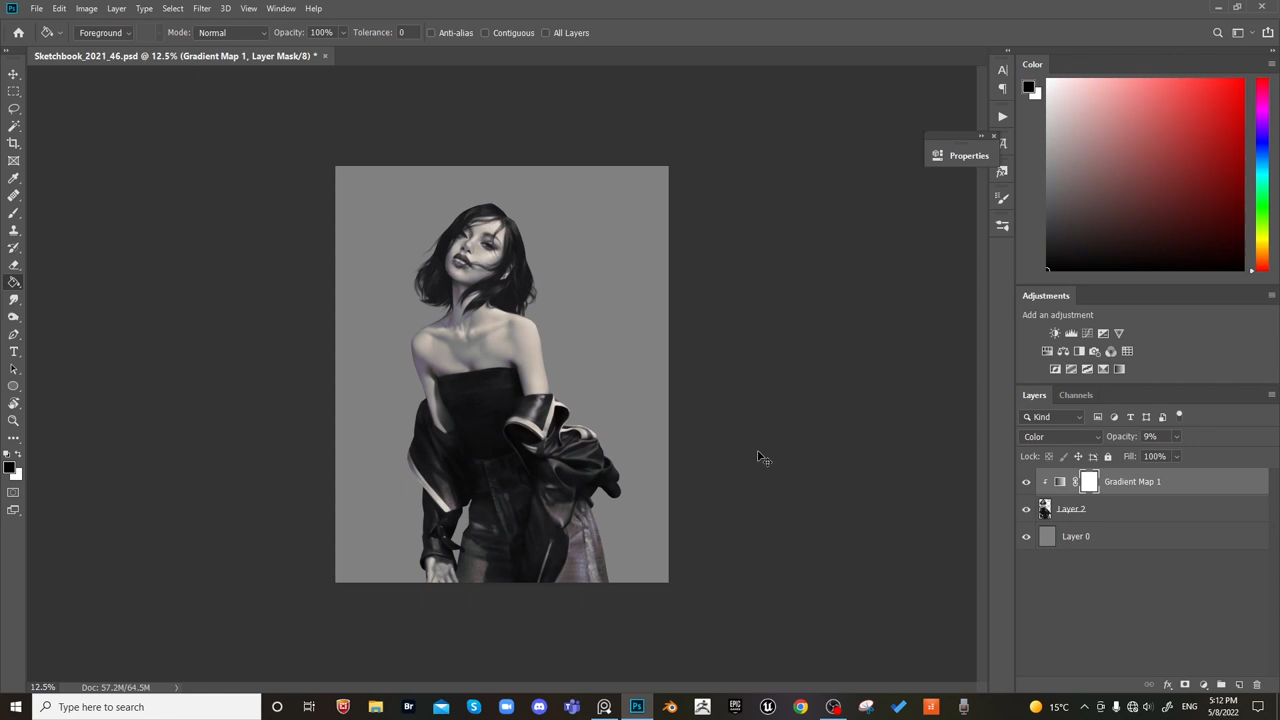 Ps File Edit Image Layer Type Select Filter 3D View Window Help
Foreground Mode: Normal Opacity: 100% Tolerance: 0 Anti-alias Contiguous All Layers
Sketchbook_2021_46.psd @ 12.5% (Gradient Map 1, Layer Mask/8) * ×
Color
Properties
Adjustments
Add an adjustment
Layers Channels
Kind
Color Opacity: 9%
Lock: Fill: 100%
Gradient Map 1
Layer 2
Layer 0
12.5% Doc: 57.2M/64.5M
Type here to search
Br
Ps
15°C
5:12 PM
5/8/2022